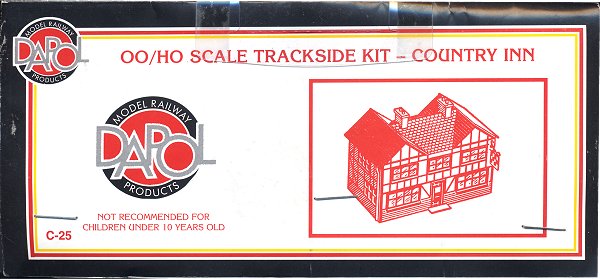 MODEL RAILWAY
DAPOL
PRODUCTS
OO/HO SCALE TRACKSIDE KIT - COUNTRY INN
MODEL RAILWAY
DAPOL
PRODUCTS
NOT RECOMMENDED FOR
CHILDREN UNDER 10 YEARS OLD
C-25